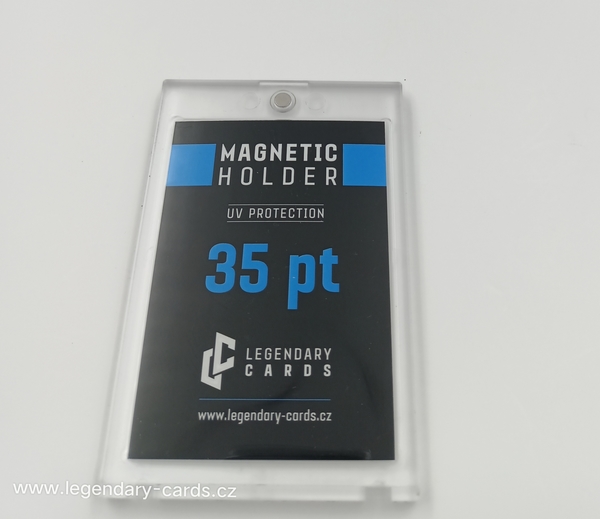 MAGNETIC
HOLDER
UV PROTECTION
35 pt
LEGENDARY
CARDS
www.legendary-cards.cz
www.legendary-cards.cz